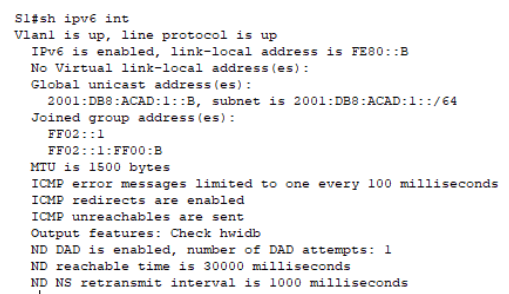 S1#sh ipv6 int
Vlan1 is up, line protocol is up
IPv6 is enabled, link-local address is FE80::B
No Virtual link-local address(es):
Global unicast address(es):
2001:DB8:ACAD:1::B, subnet is 2001:DB8:ACAD:1::/64
Joined group address(es):
FF02::1
FF02::1:FF00:B
MTU is 1500 bytes
ICMP error messages limited to one every 100 milliseconds
ICMP redirects are enabled
ICMP unreachables are sent
Output features: Check hwidb
ND DAD is enabled, number of DAD attempts: 1
ND reachable time is 30000 milliseconds
ND NS retransmit interval is 1000 milliseconds